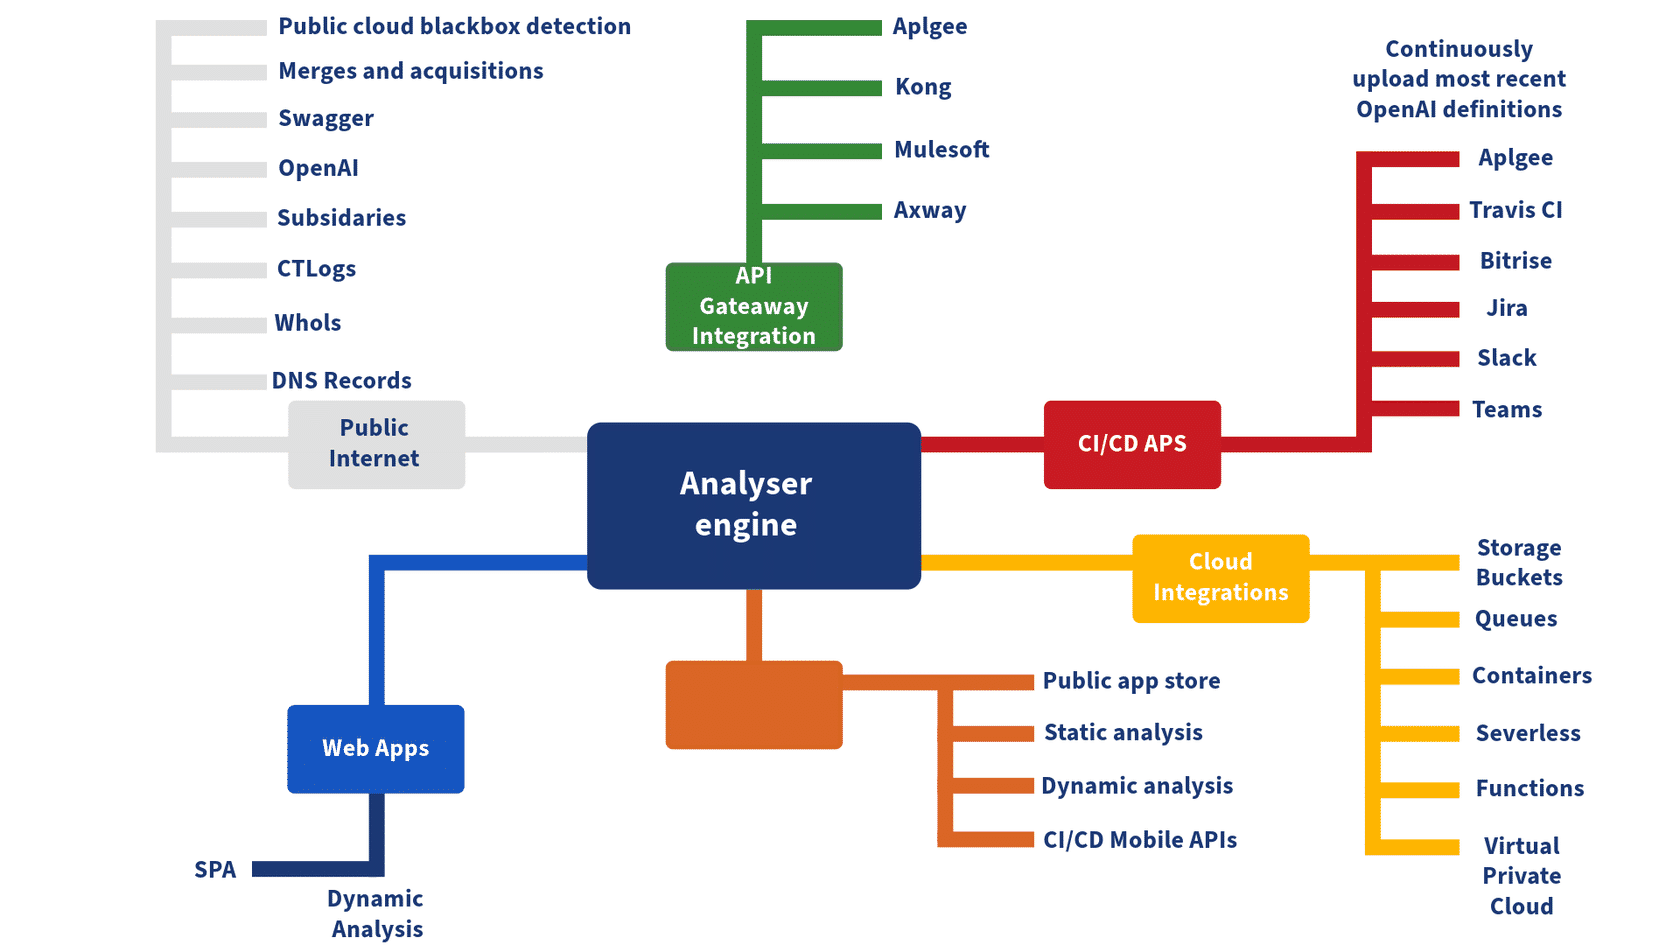 Public cloud blackbox detection
Merges and acquisitions
Swagger
OpenAI
Subsidaries
CTLogs
Whols
DNS Records
Public
Internet
Aplgee
Kong
Mulesoft
Axway
API
Gateaway
Integration
Continuously
upload most recent
OpenAI definitions
Aplgee
Travis CI
Bitrise
Jira
Slack
Teams
CI/CD APS
Analyser
engine
Cloud
Integrations
Storage
Buckets
Queues
Containers
Severless
Functions
Virtual
Private
Cloud
Public app store
Static analysis
Dynamic analysis
CI/CD Mobile APIs
Web Apps
SPA
Dynamic
Analysis